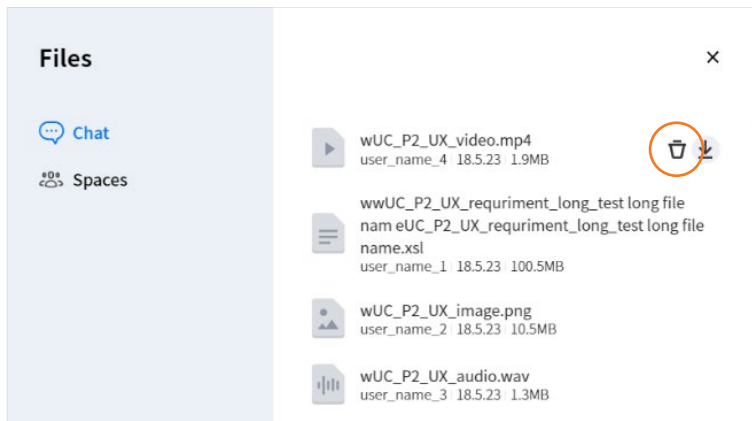 Files
Chat
Spaces
wUC_P2_UX_video.mp4
user_name_4 18.5.23 1.9MB
wwUC_P2_UX_requriment_long_test long file
nam eUC_P2_UX_requriment_long_test long file
name.xsl
user_name_1 18.5.23 100.5MB
wUC_P2_UX_image.png
user_name_2 18.5.23 10.5MB
wUC_P2_UX_audio.wav
user_name_3 18.5.23 1.3MB